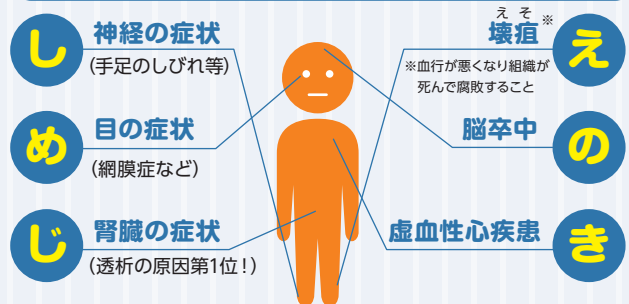 し
神経の症状
(手足のしびれ等)
め
目の症状
(網膜症など)
じ
腎臓の症状
(透析の原因第1位!)
えそ
壊疽※
え
※血行が悪くなり組織が
死んで腐敗すること
脳卒中
の
虚血性心疾患
き